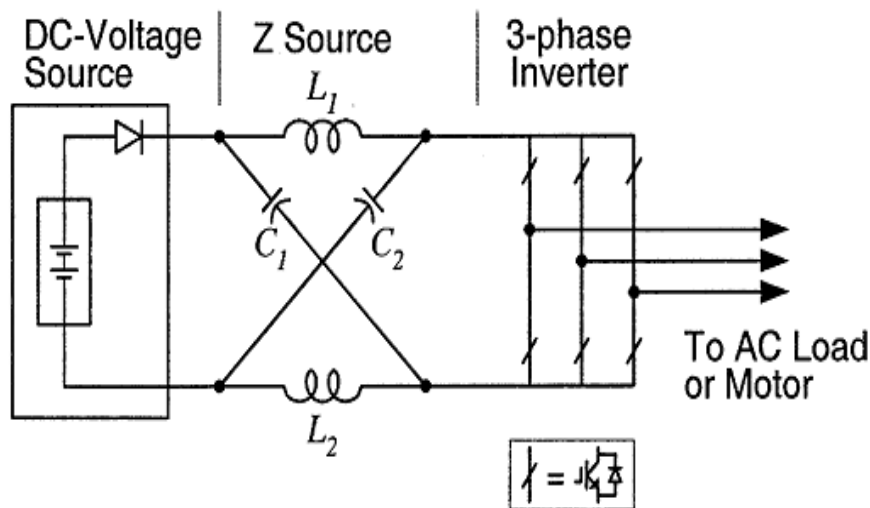 DC-Voltage
Source
Z Source
3-phase
Inverter
L1
C1
C2
L2
To AC Load
or Motor
=